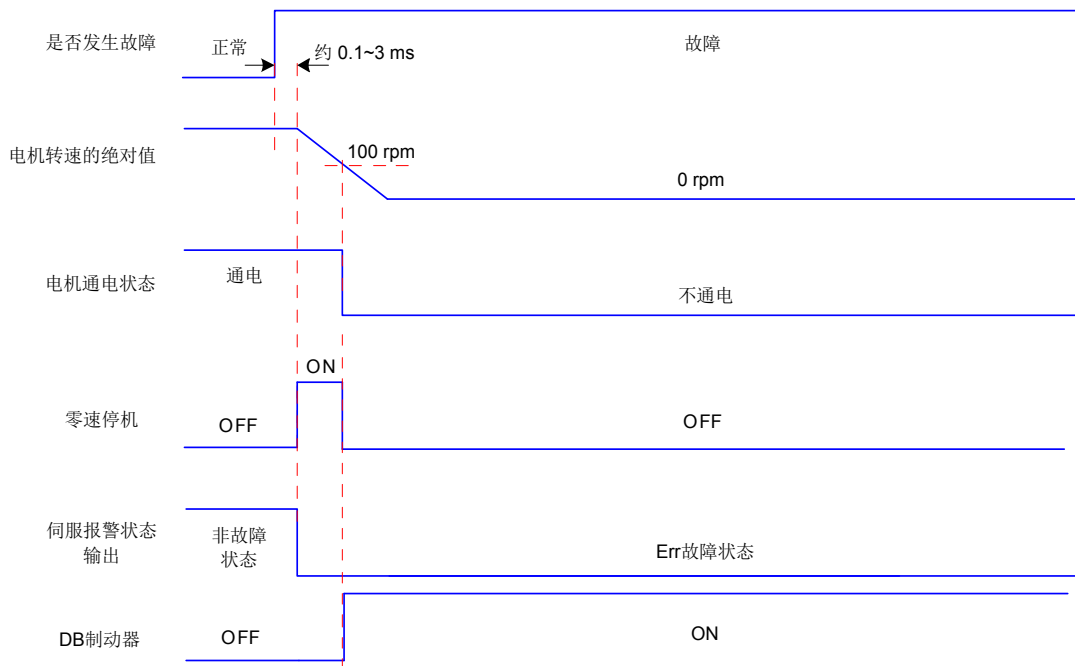 是否发生故障
正常
约 0.1~3 ms
故障
电机转速的绝对值
100 rpm
0 rpm
电机通电状态
通电
不通电
零速停机
OFF
ON
OFF
伺服报警状态
输出
非故障
状态
Err故障状态
DB制动器
OFF
ON